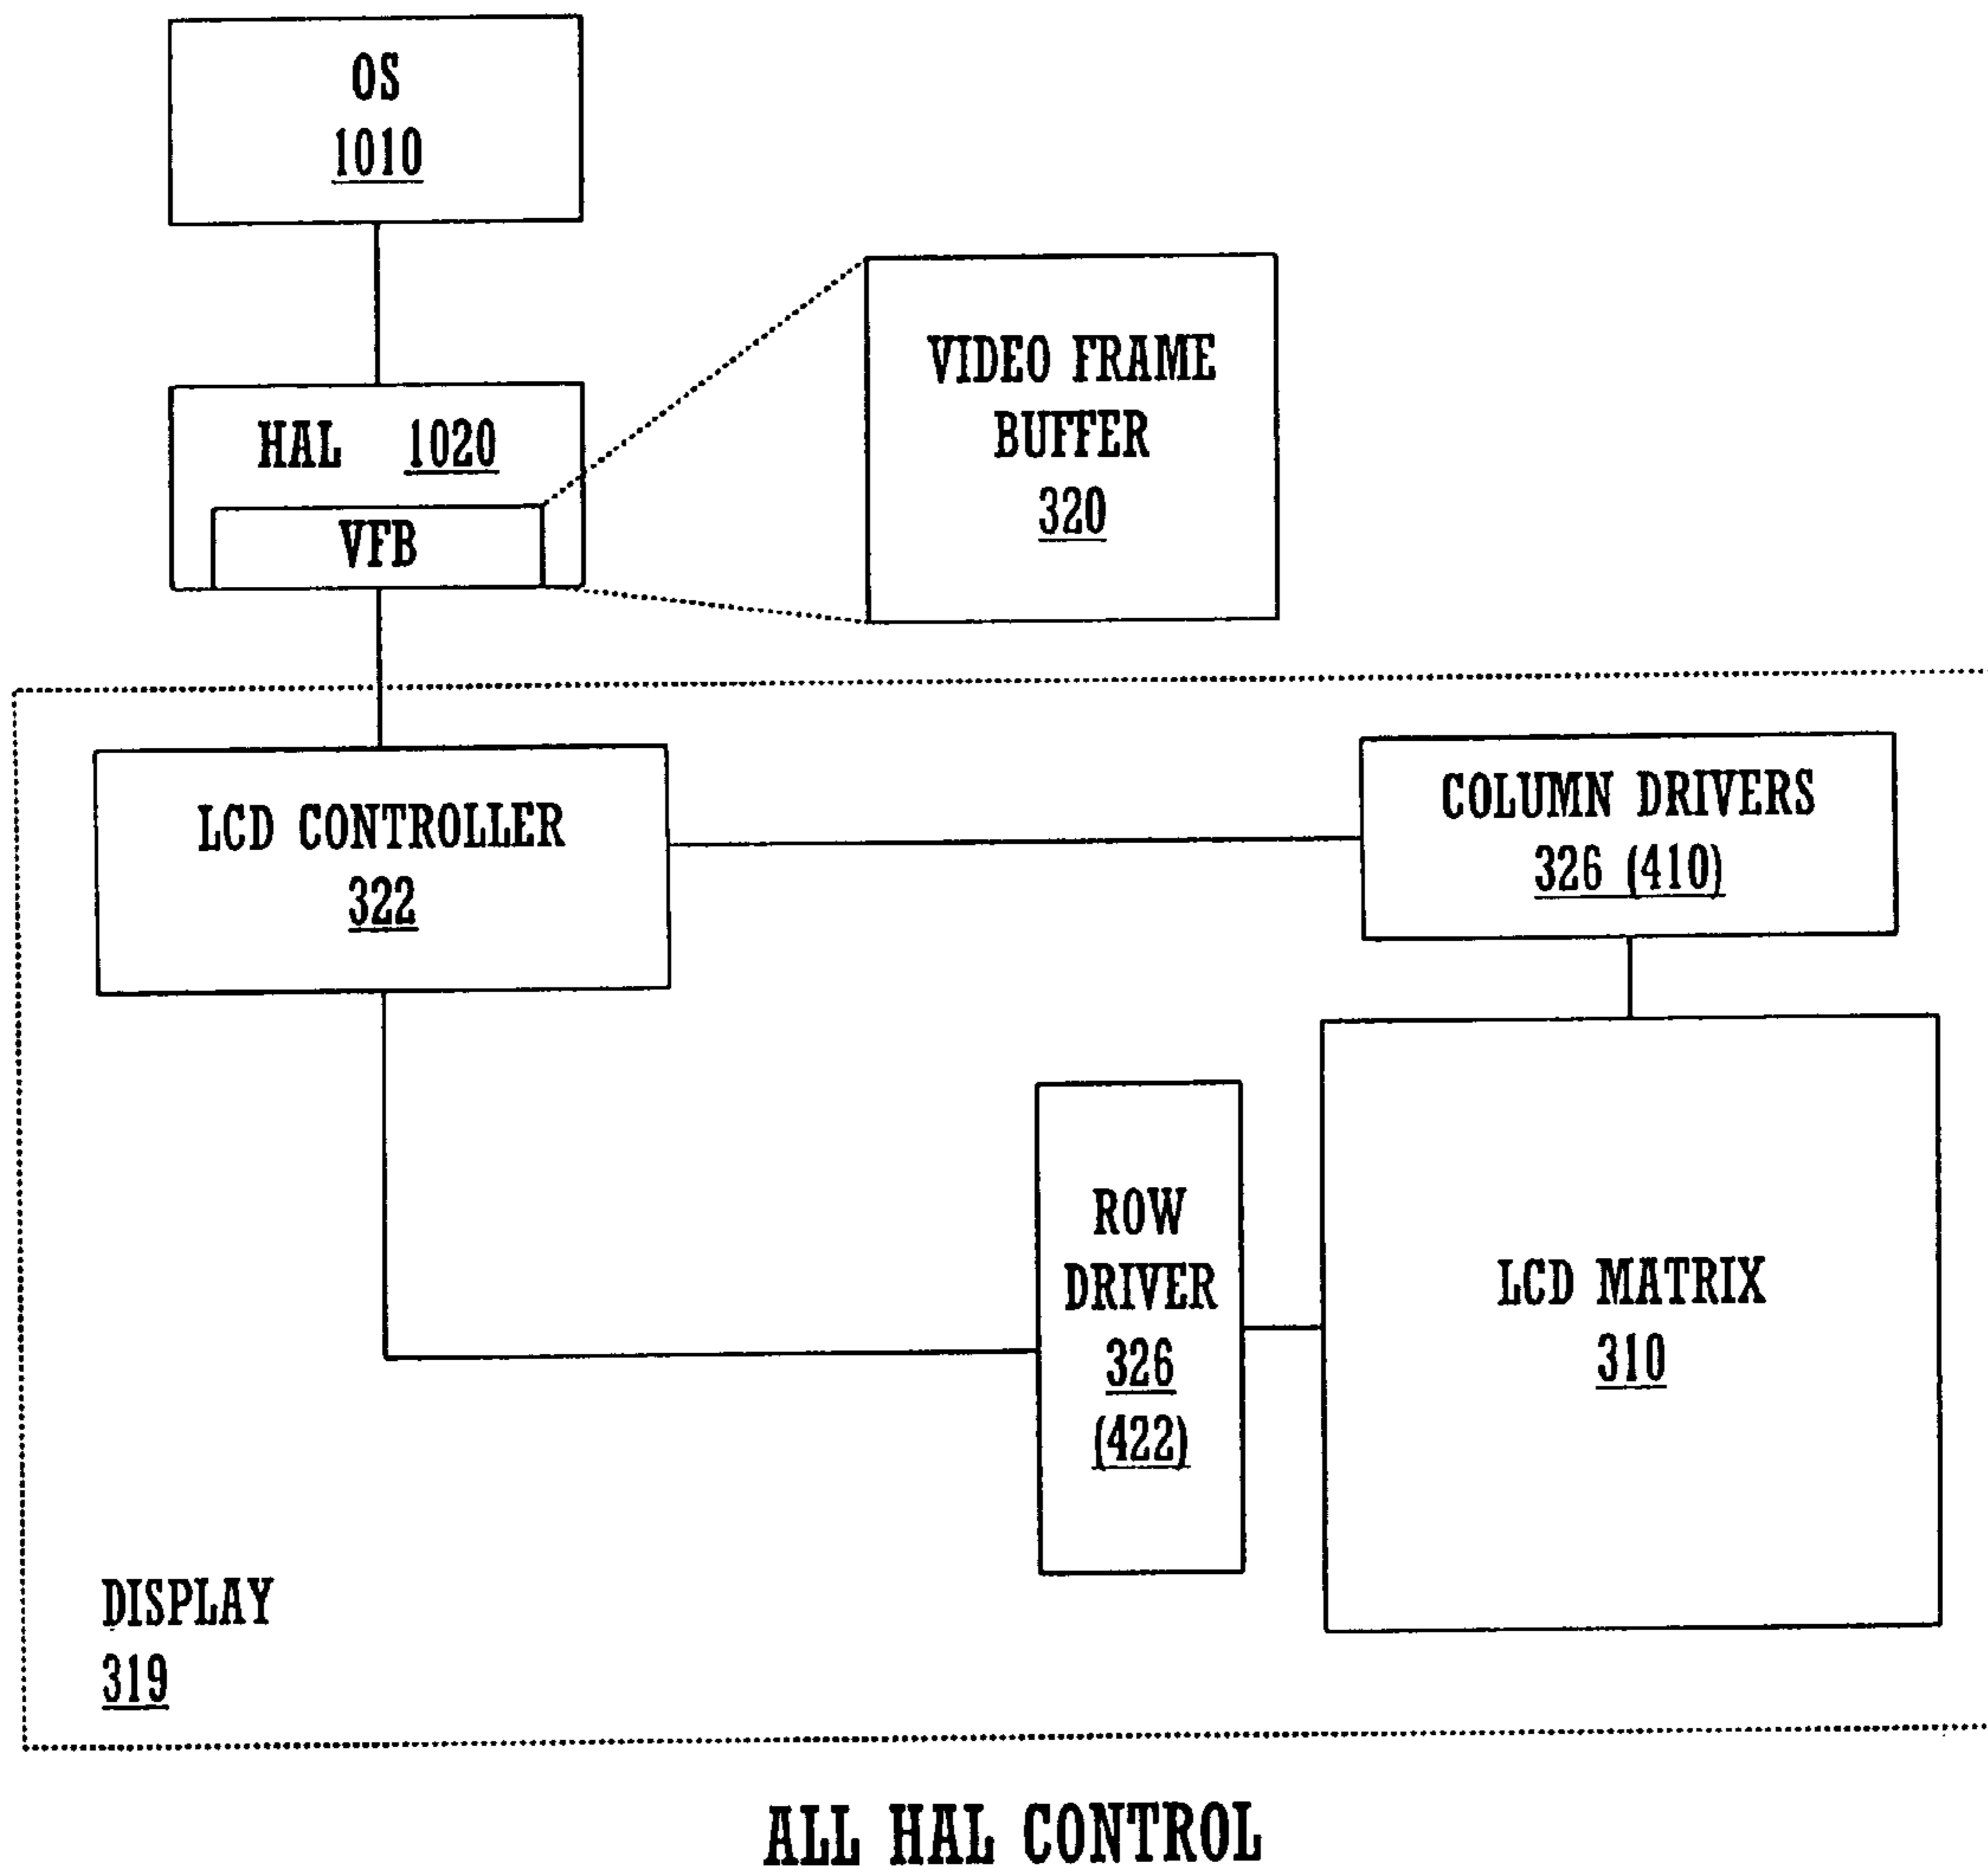 OS
1010
HAL 1020
VFB
VIDEO FRAME
BUFFER
320
LCD CONTROLLER
322
COLUMN DRIVERS
326 (410)
ROW
DRIVER
326
(422)
LCD MATRIX
310
DISPLAY
319
ALL HAL CONTROL